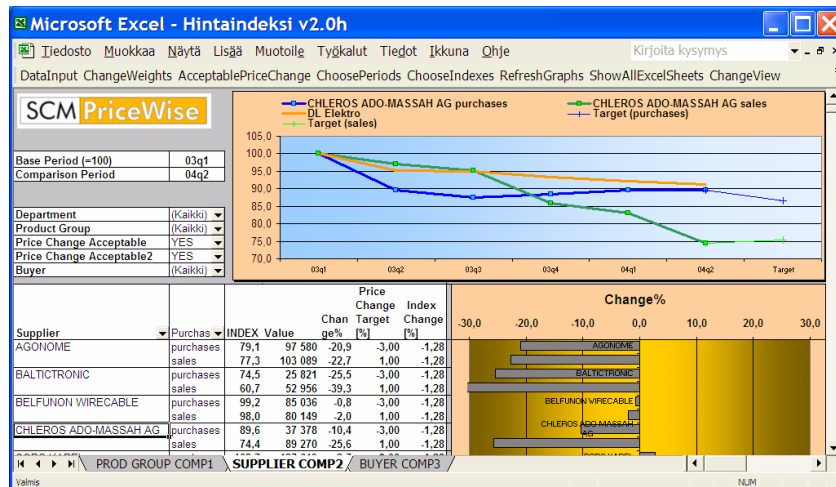 Microsoft Excel - Hintaindeksi v2.0h
Tiedosto Muokkaa Näytä Lisää Muotoile Työkalut Tiedot Ikkuna Ohje Kirjoita kysymys
DataInput ChangeWeights AcceptablePriceChange ChoosePeriods ChooseIndexes RefreshGraphs ShowAllExcelSheets ChangeView
SCM PriceWise
CHLEROS ADO-MASSAH AG purchases CHLEROS ADO-MASSAH AG sales
DL Elektro Target (purchases)
Target (sales)
105,0
100,0
95,0
90,0
85,0
80,0
75,0
70,0
03q1 03q2 03q3 03q4 04q1 04q2 Target
Base Period (=100) 03q1
Comparison Period 04q2
Department (Kaikki)
Product Group (Kaikki)
Price Change Acceptable YES
Price Change Acceptable2 YES
Buyer (Kaikki)
Supplier Purchas INDEX Value Chan ge% Price Change Target [%] Index Change [%]
AGONOME purchases 79,1 97 580 -20,9 -3,00 -1,28
sales 77,3 103 089 -22,7 1,00 -1,28
BALTICTRONIC purchases 74,5 25 821 -25,5 -3,00 -1,28
sales 60,7 52 956 -39,3 1,00 -1,28
BELFUNON WIRECABLE purchases 99,2 85 036 -0,8 -3,00 -1,28
sales 98,0 80 149 -2,0 1,00 -1,28
CHLEROS ADO-MASSAH AG purchases 89,6 37 378 -10,4 -3,00 -1,28
sales 74,4 89 270 -25,6 1,00 -1,28
Change%
-30,0 -20,0 -10,0 0,0 10,0 20,0 30,0
AGONOME
BALTICTRONIC
BELFUNON WIRECABLE
CHLEROS ADO-MASSAH
AG
PROD GROUP COMP1 SUPPLIER COMP2 BUYER COMP3
Valmis NUM